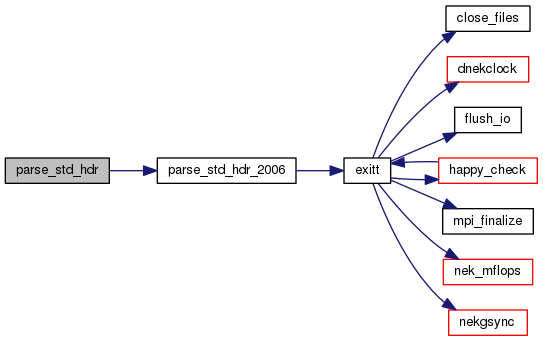 close_files
dnekclock
flush_io
parse_std_hdr
parse_std_hdr_2006
exitt
happy_check
mpi_finalize
nek_mflops
nekgsync